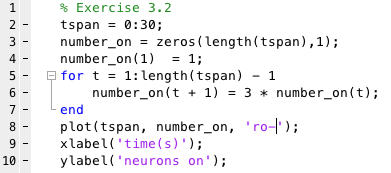 1 % Exercise 3.2
2 - tspan = 0:30;
3 - number_on = zeros(length(tspan),1);
4 - number_on(1)  = 1;
5 - for t = 1:length(tspan) - 1
6 - number_on(t + 1) = 3 * number_on(t);
7 - end
8 - plot(tspan, number_on, 'ro-');
9 - xlabel('time(s)');
10 - ylabel('neurons on');